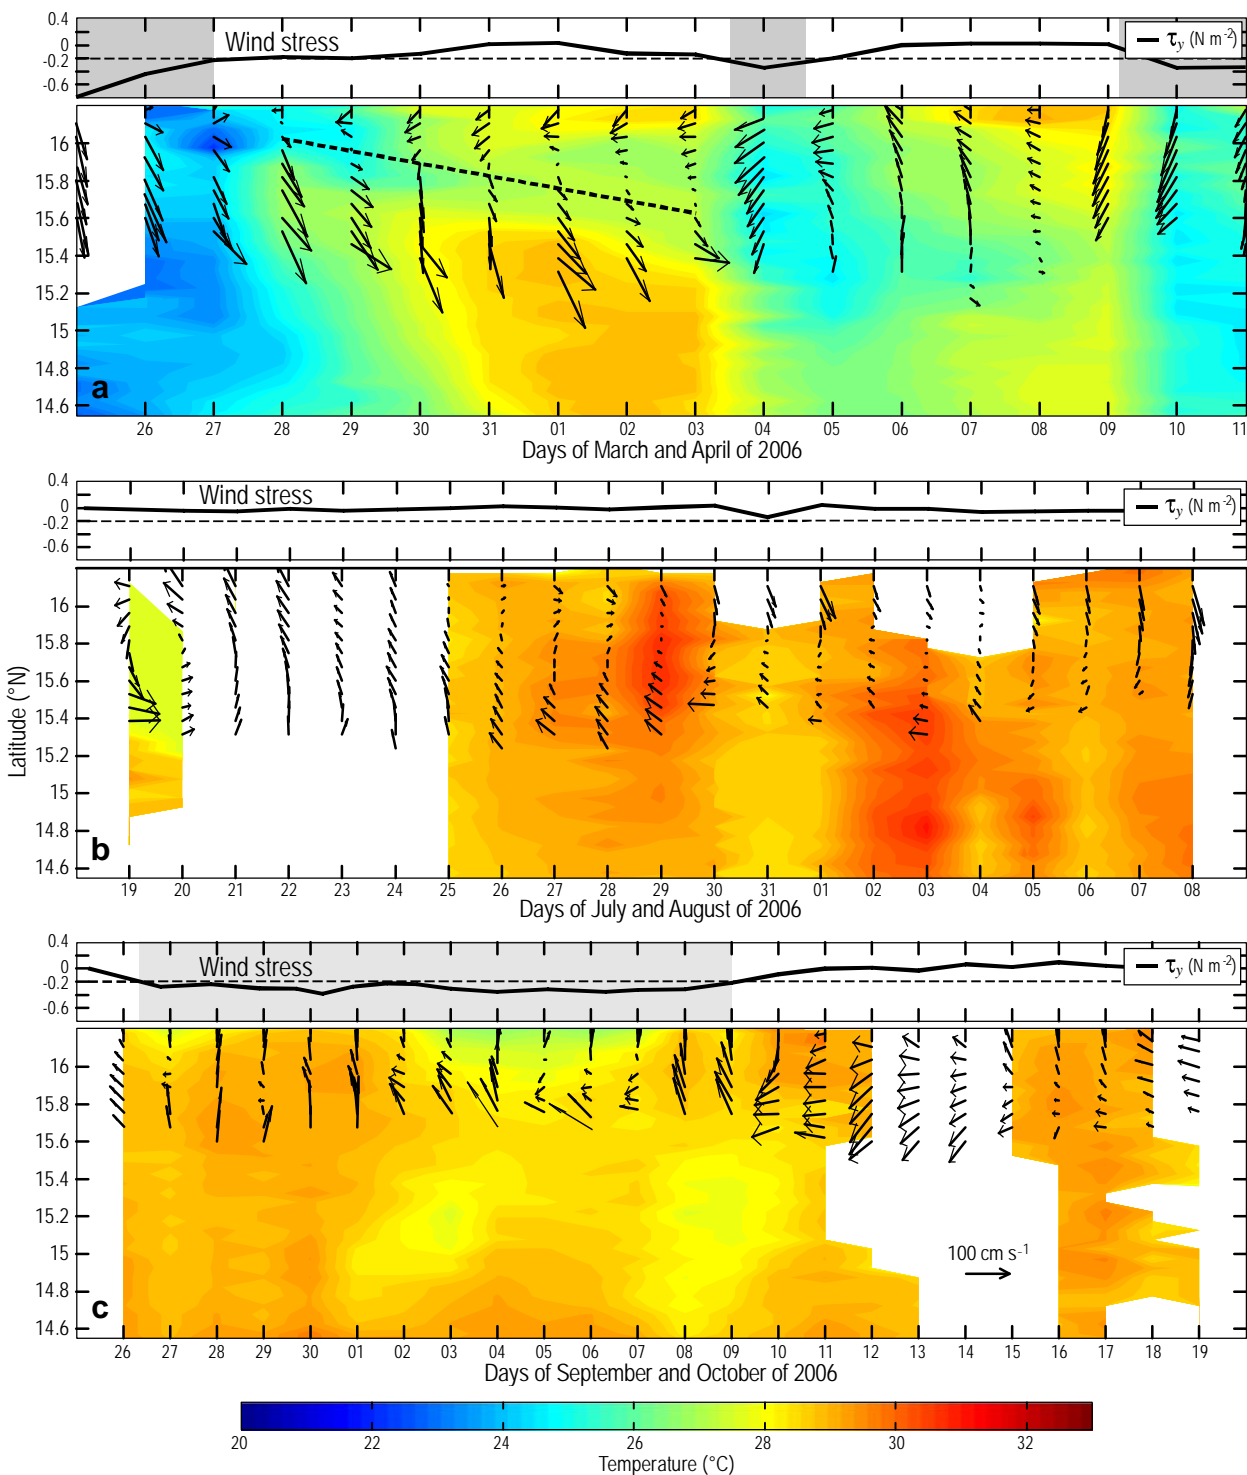 0.4
0
-0.2
-0.6
Wind stress
τy (N m-2)
16
15.8
15.6
15.4
15.2
15
14.8
14.6
a
26 27 28 29 30 31 01 02 03 04 05 06 07 08 09 10 11
Days of March and April of 2006
0.4
0
-0.2
-0.6
Wind stress
τy (N m-2)
16
15.8
15.6
15.4
15.2
15
14.8
14.6
Latitude (°N)
b
19 20 21 22 23 24 25 26 27 28 29 30 31 01 02 03 04 05 06 07 08
Days of July and August of 2006
0.4
0
-0.2
-0.6
Wind stress
τy (N m-2)
16
15.8
15.6
15.4
15.2
15
14.8
14.6
100 cm s-1
c
26 27 28 29 30 01 02 03 04 05 06 07 08 09 10 11 12 13 14 15 16 17 18 19
Days of September and October of 2006
20 22 24 26 28 30 32
Temperature (°C)